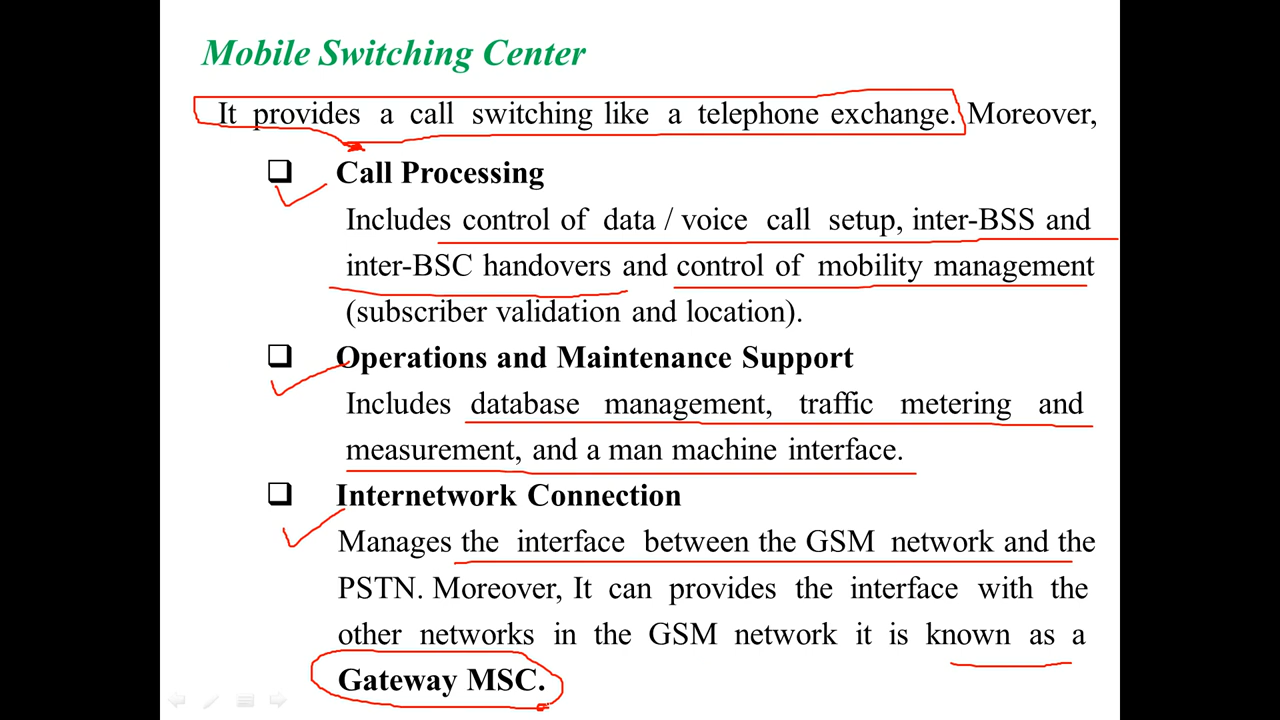 Mobile Switching Center
It provides a call switching like a telephone exchange. Moreover,
❑ Call Processing
Includes control of data / voice call setup, inter-BSS and
inter-BSC handovers and control of mobility management
(subscriber validation and location).
❑ Operations and Maintenance Support
Includes database management, traffic metering and
measurement, and a man machine interface.
❑ Internetwork Connection
Manages the interface between the GSM network and the
PSTN. Moreover, It can provides the interface with the
other networks in the GSM network it is known as a
Gateway MSC.